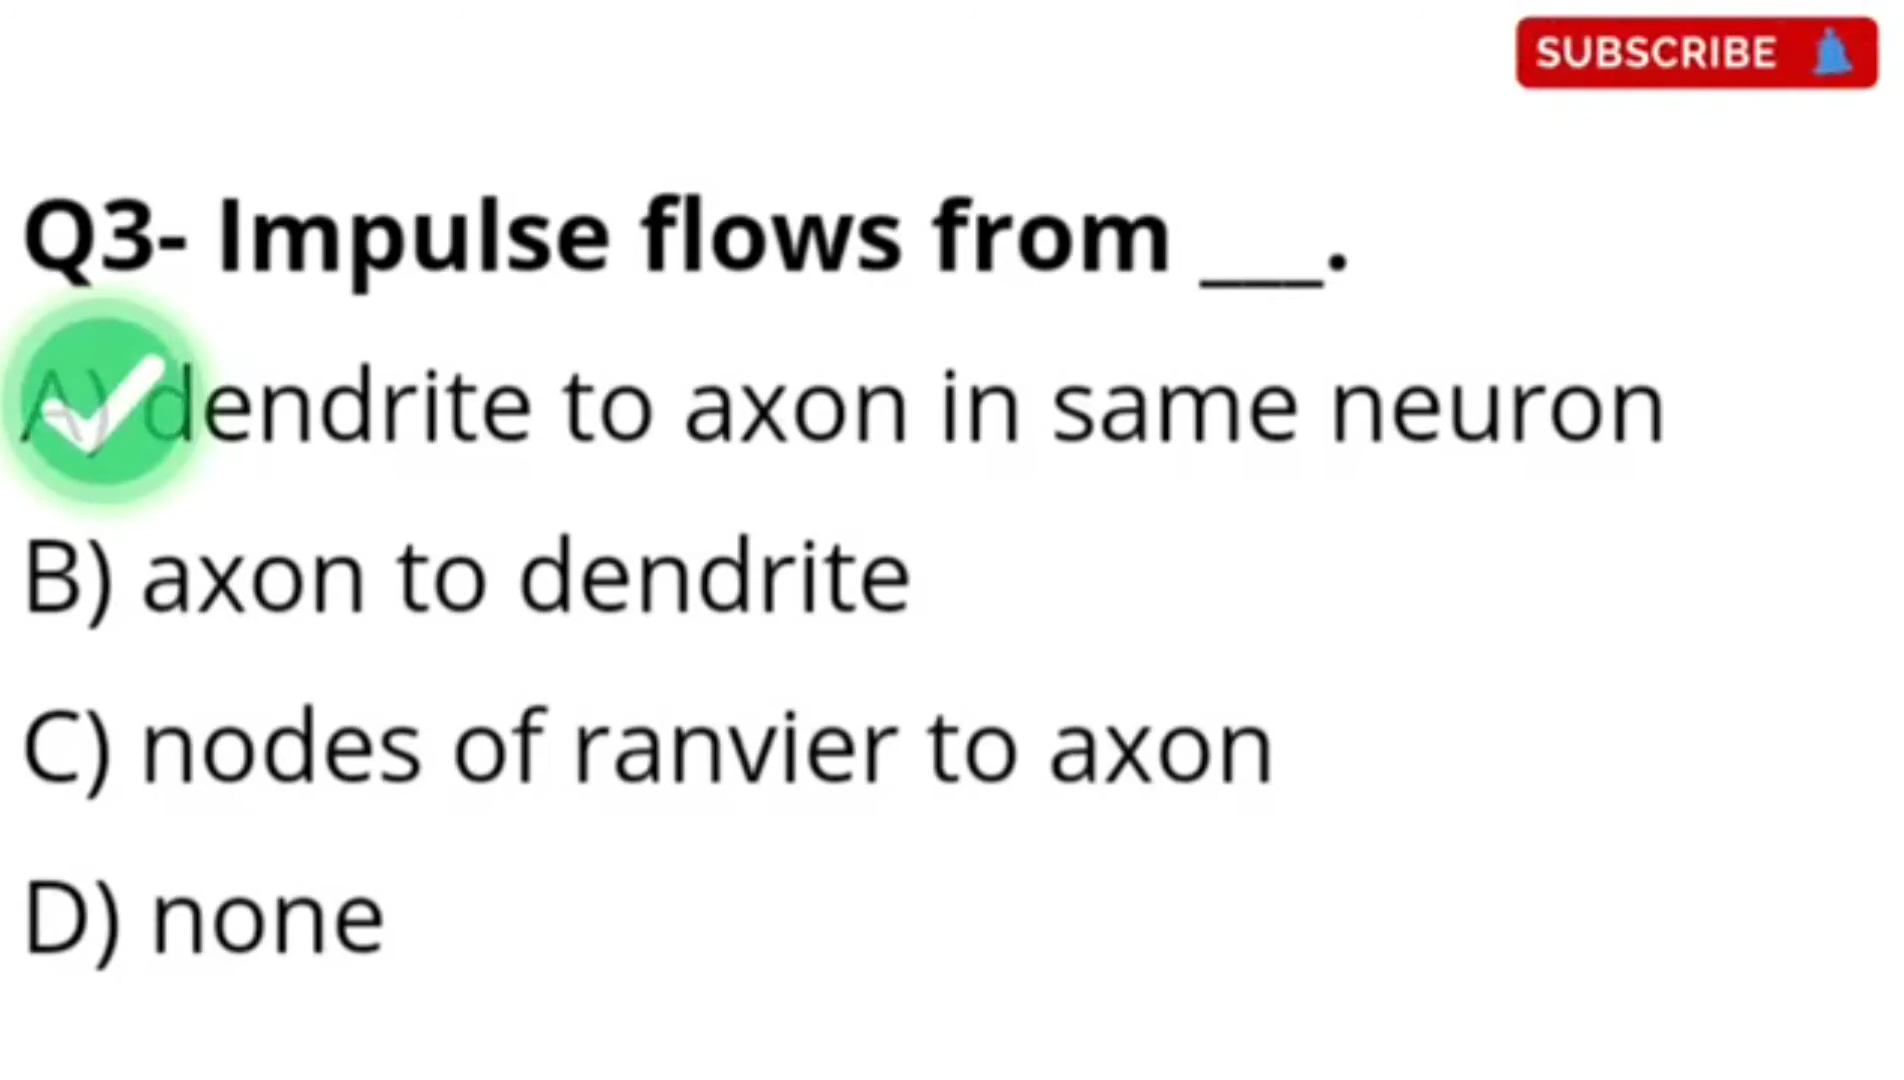 SUBSCRIBE
Q3- Impulse flows from ___.
A) dendrite to axon in same neuron
B) axon to dendrite
C) nodes of ranvier to axon
D) none